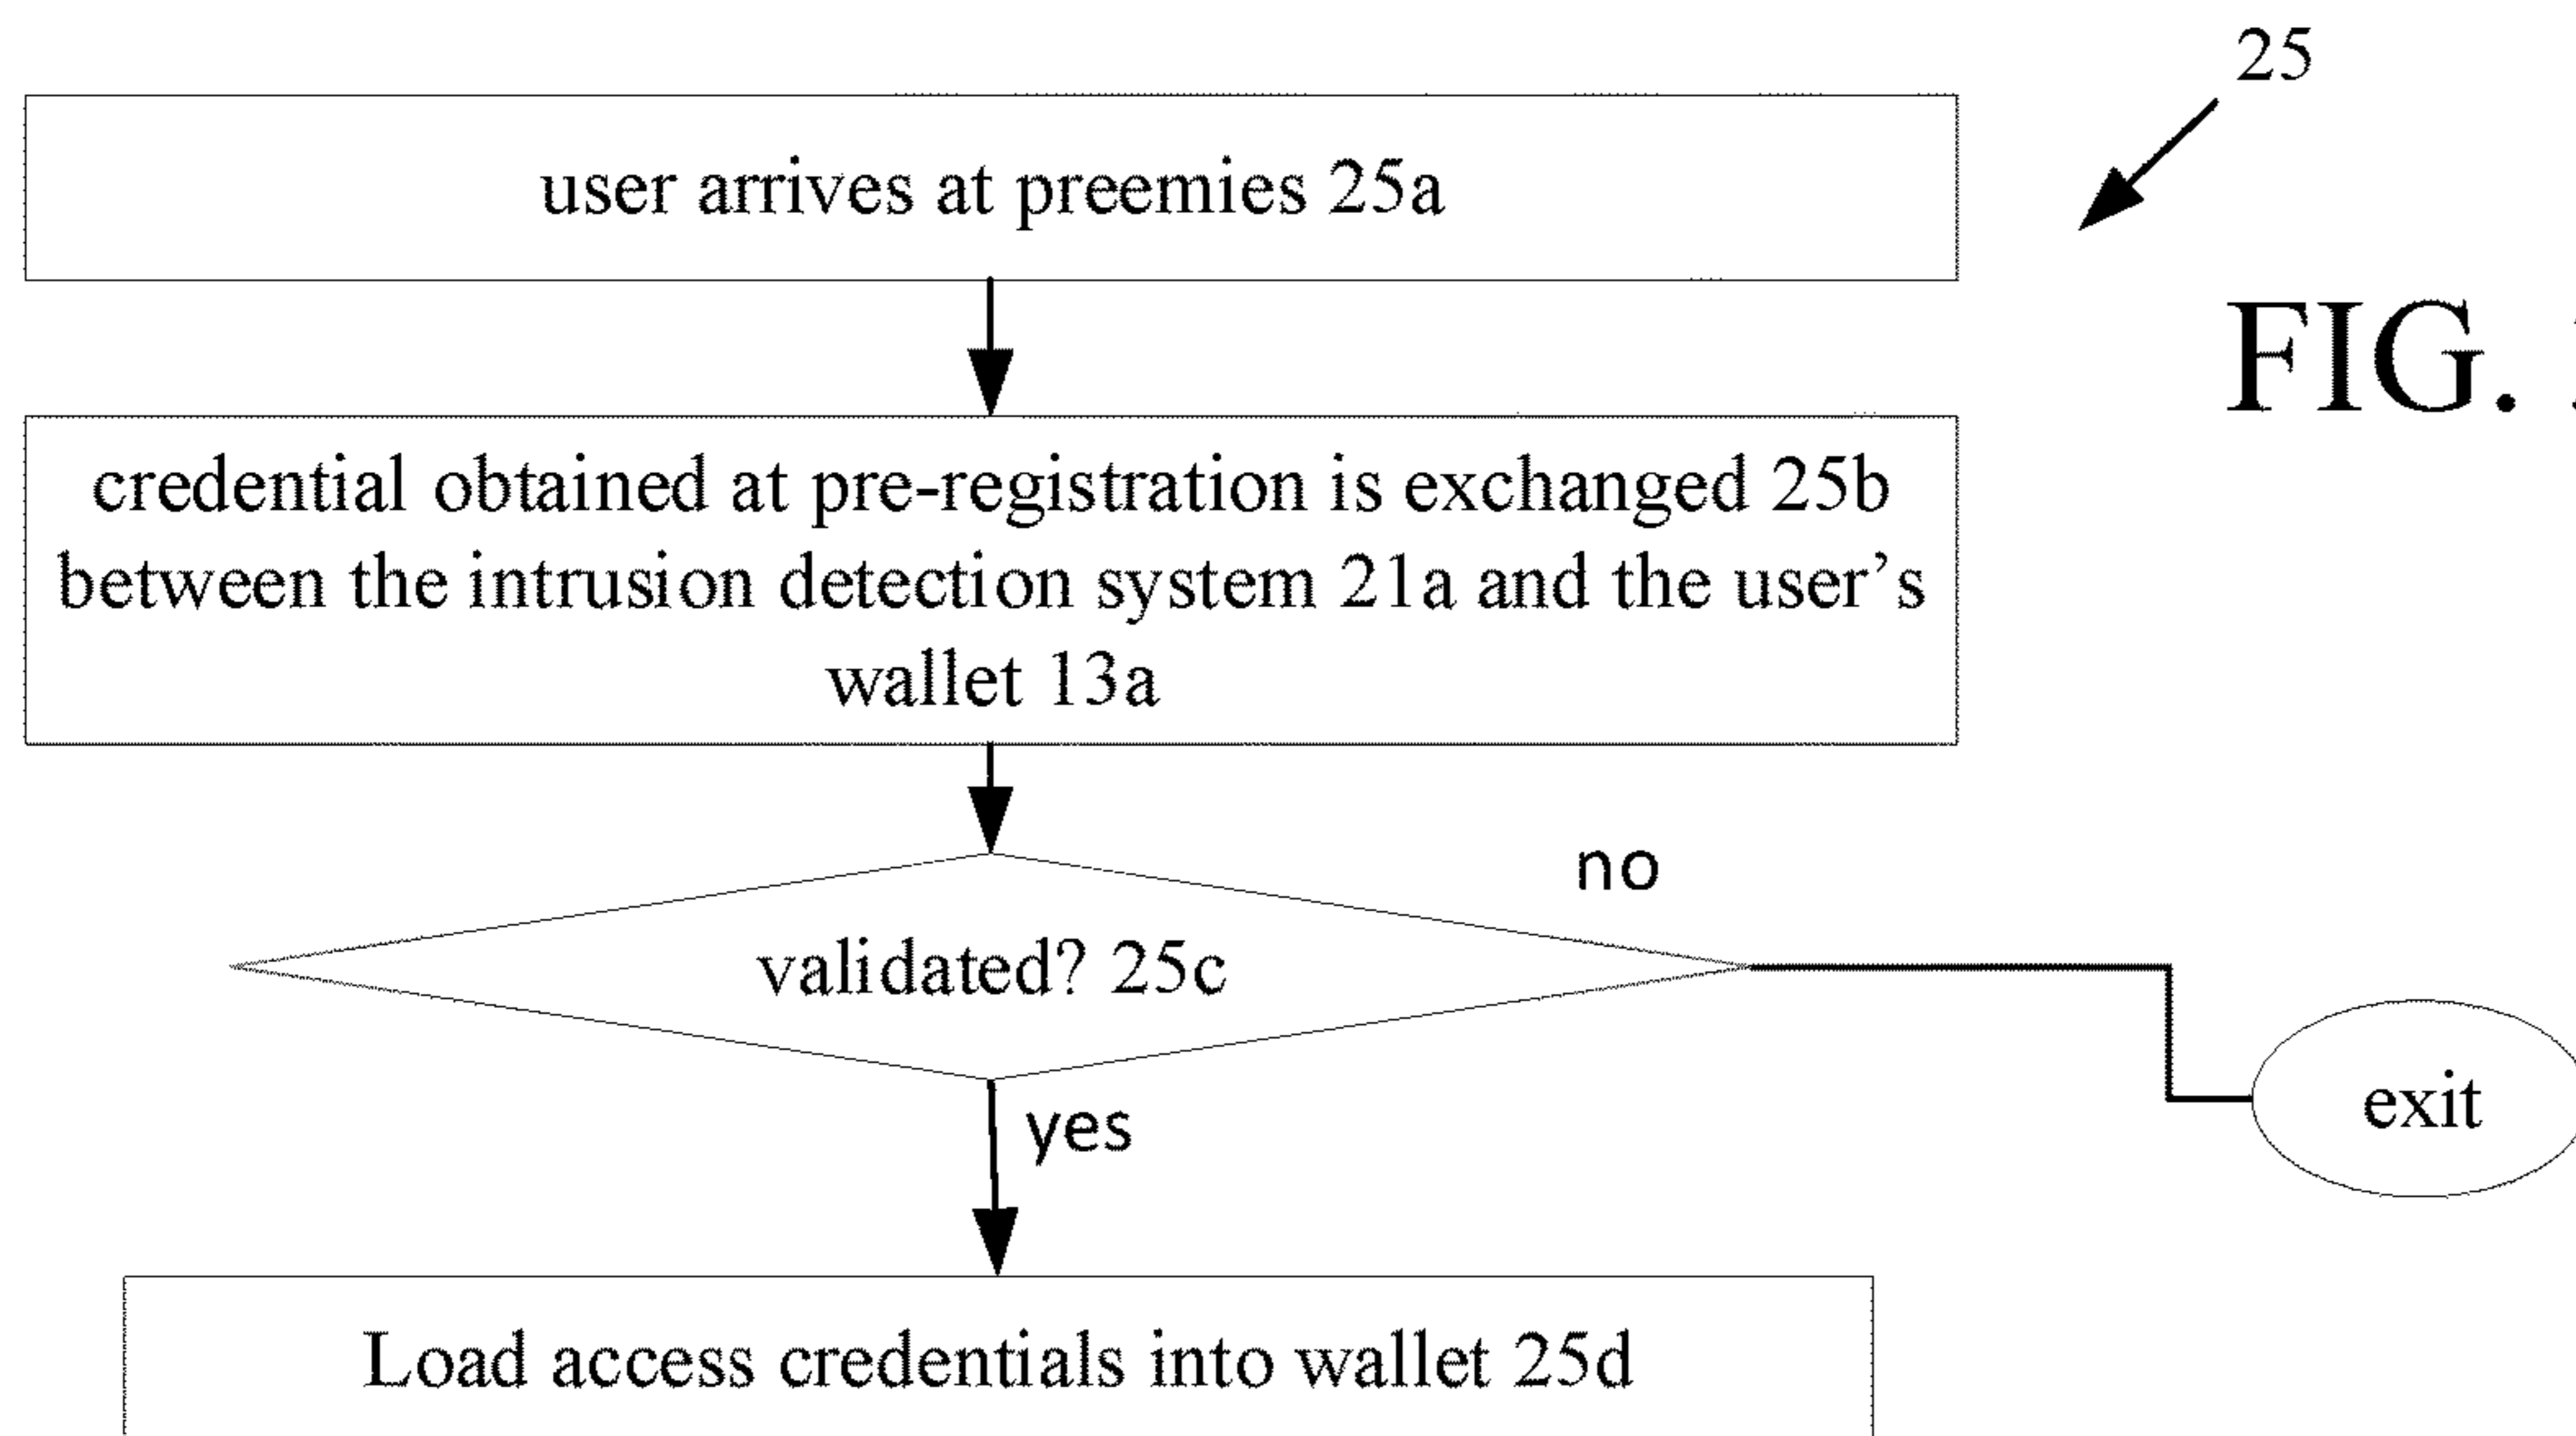 25
user arrives at preemies 25a
FIG.
credential obtained at pre-registration is exchanged 25b
between the intrusion detection system 21a and the user’s
wallet 13a
no
validated? 25c
exit
yes
Load access credentials into wallet 25d